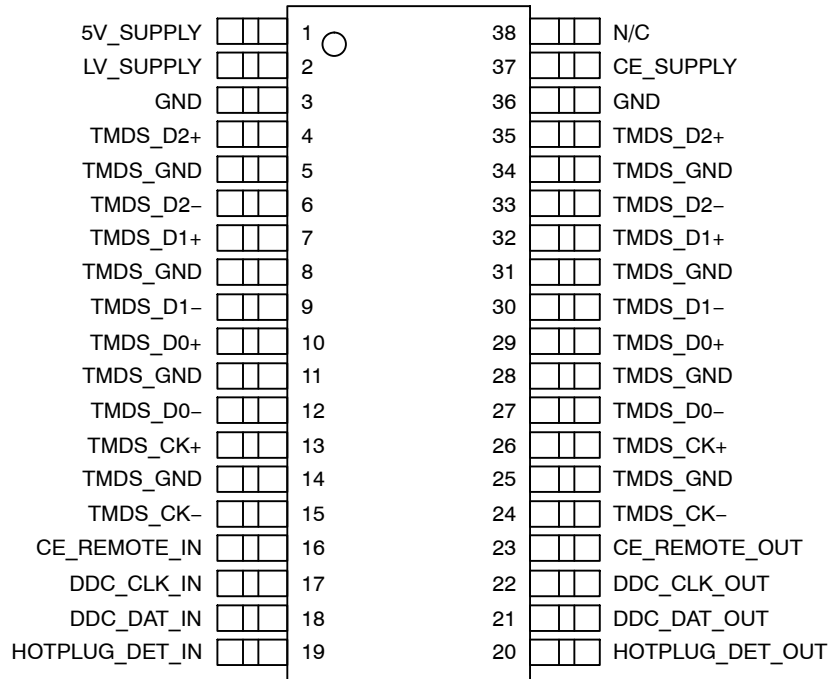 5V_SUPPLY 1 38 N/C
LV_SUPPLY 2 37 CE_SUPPLY
GND 3 36 GND
TMDS_D2+ 4 35 TMDS_D2+
TMDS_GND 5 34 TMDS_GND
TMDS_D2− 6 33 TMDS_D2−
TMDS_D1+ 7 32 TMDS_D1+
TMDS_GND 8 31 TMDS_GND
TMDS_D1− 9 30 TMDS_D1−
TMDS_D0+ 10 29 TMDS_D0+
TMDS_GND 11 28 TMDS_GND
TMDS_D0− 12 27 TMDS_D0−
TMDS_CK+ 13 26 TMDS_CK+
TMDS_GND 14 25 TMDS_GND
TMDS_CK− 15 24 TMDS_CK−
CE_REMOTE_IN 16 23 CE_REMOTE_OUT
DDC_CLK_IN 17 22 DDC_CLK_OUT
DDC_DAT_IN 18 21 DDC_DAT_OUT
HOTPLUG_DET_IN 19 20 HOTPLUG_DET_OUT